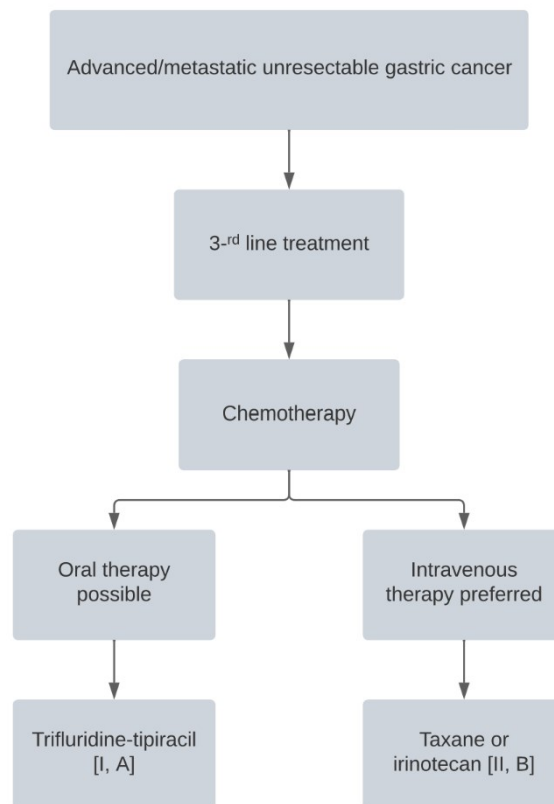 Advanced/metastatic unresectable gastric cancer
3-rd line treatment
Chemotherapy
Oral therapy
possible
Intravenous
therapy preferred
Trifluridine-tipiracil
[I, A]
Taxane or
irinotecan [II, B]